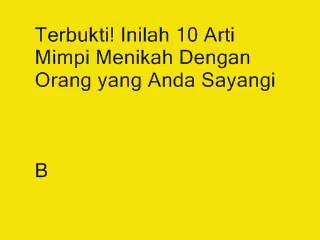 Terbukti! Inilah 10 Arti
Mimpi Menikah Dengan
Orang yang Anda Sayangi
B